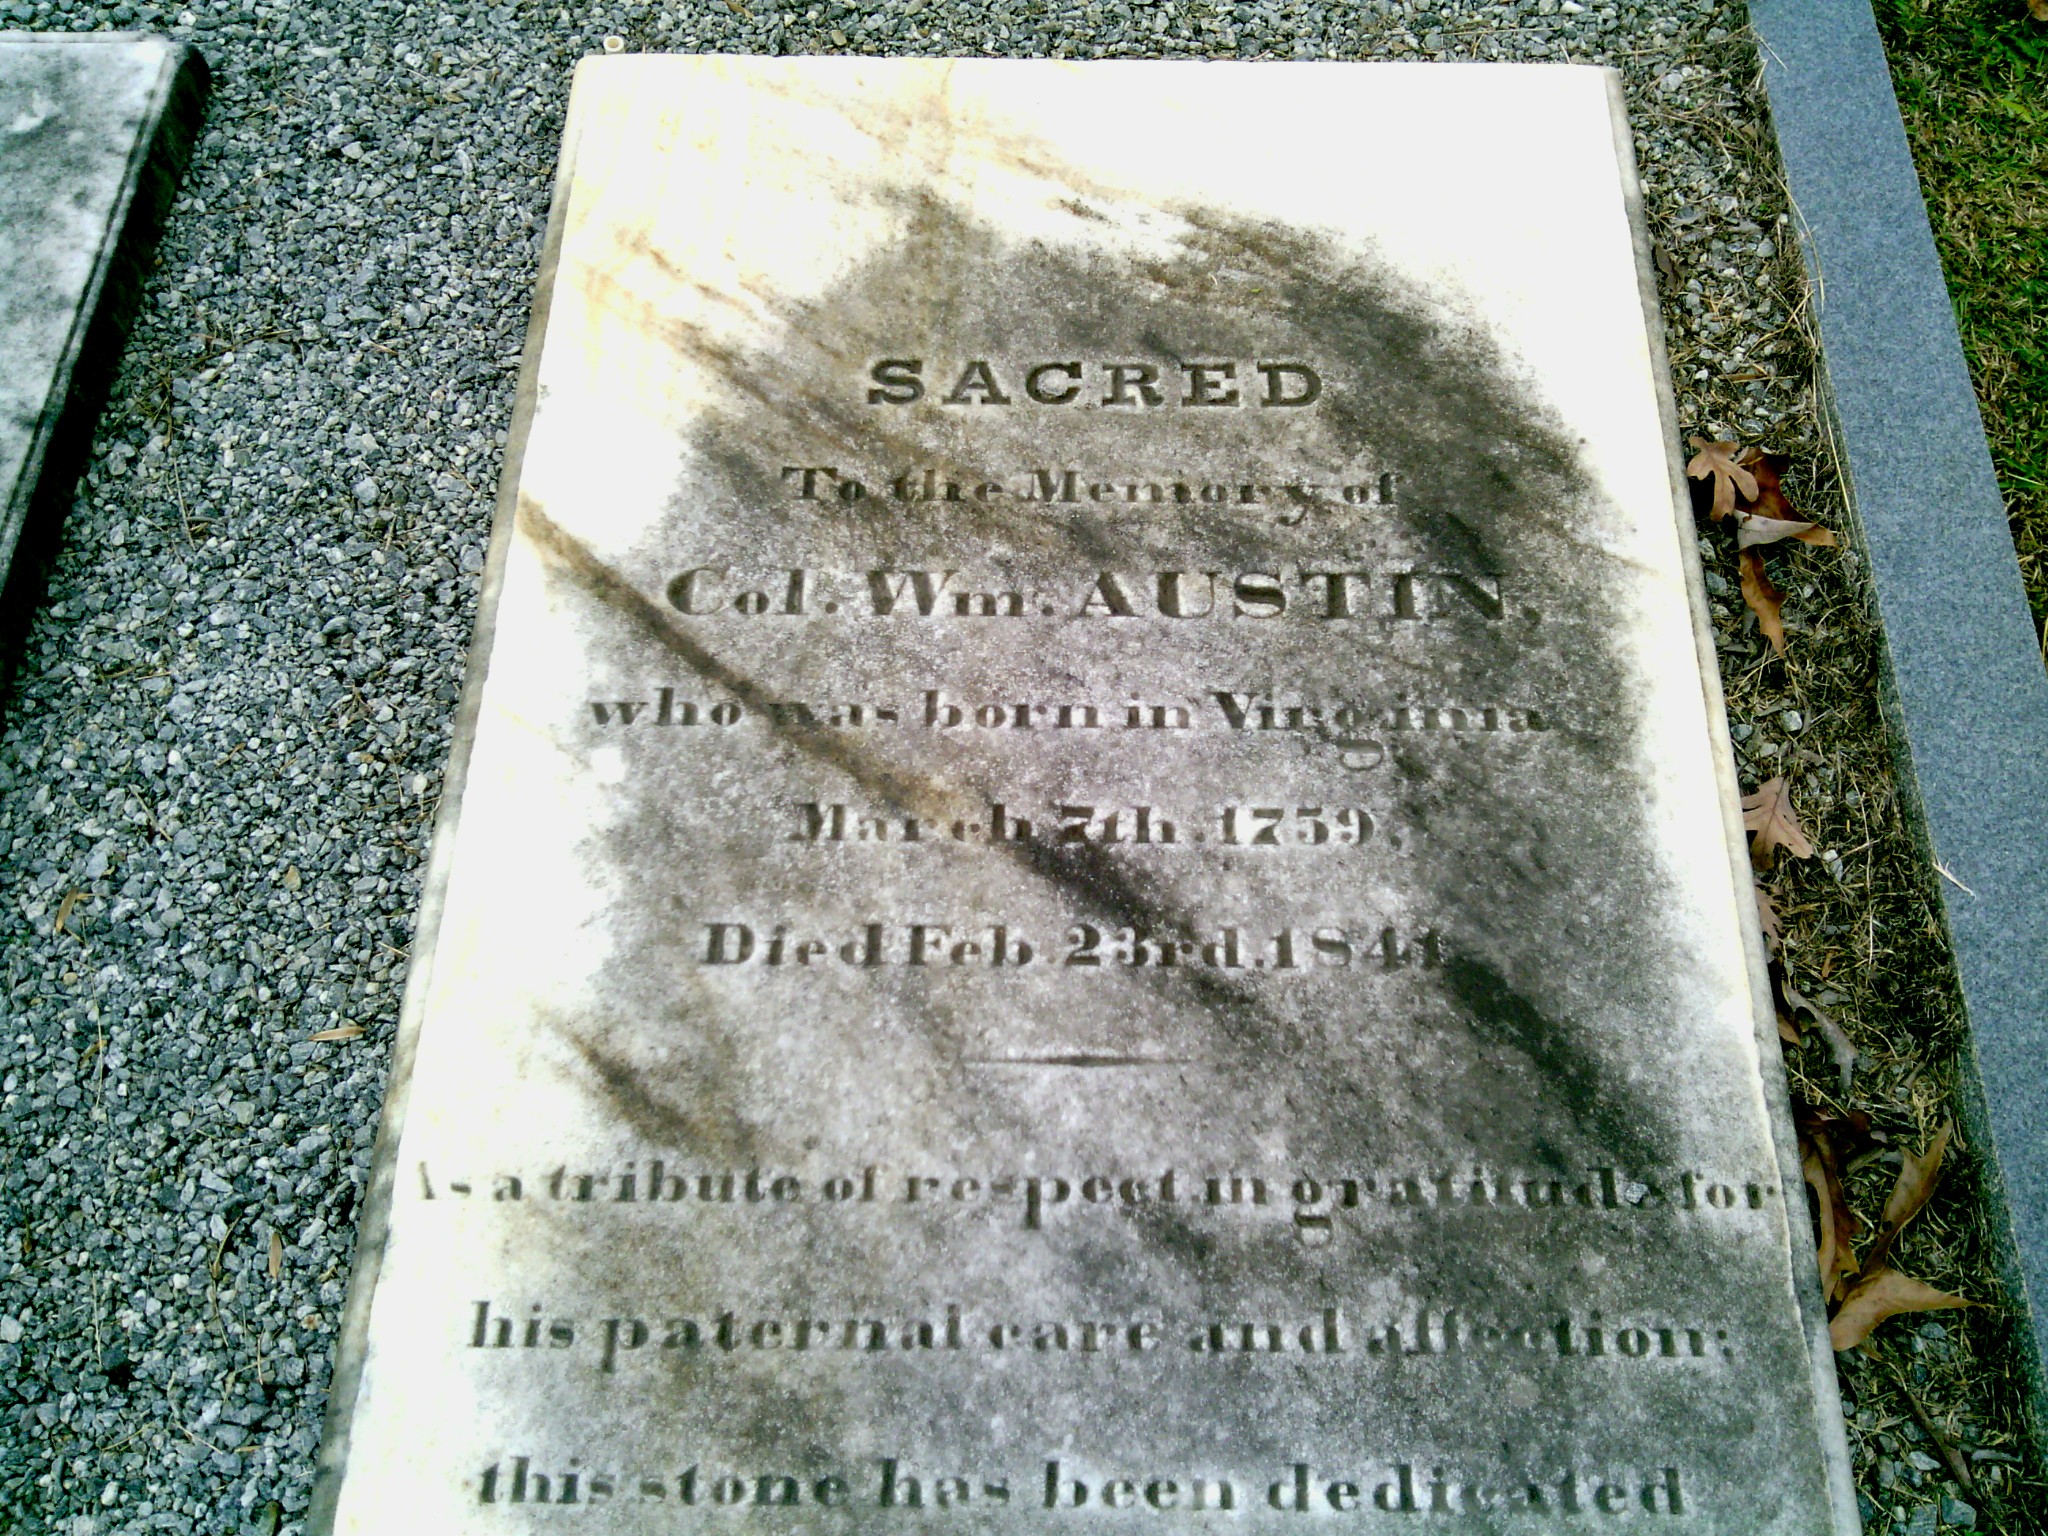 SACRED
To the Memory of
Col. Wm. AUSTIN,
who was born in Virginia
March 7th. 1759,
Died Feb. 23rd. 1841
As a tribute of respect in gratitude for
his paternal care and affection;
this stone has been dedicated